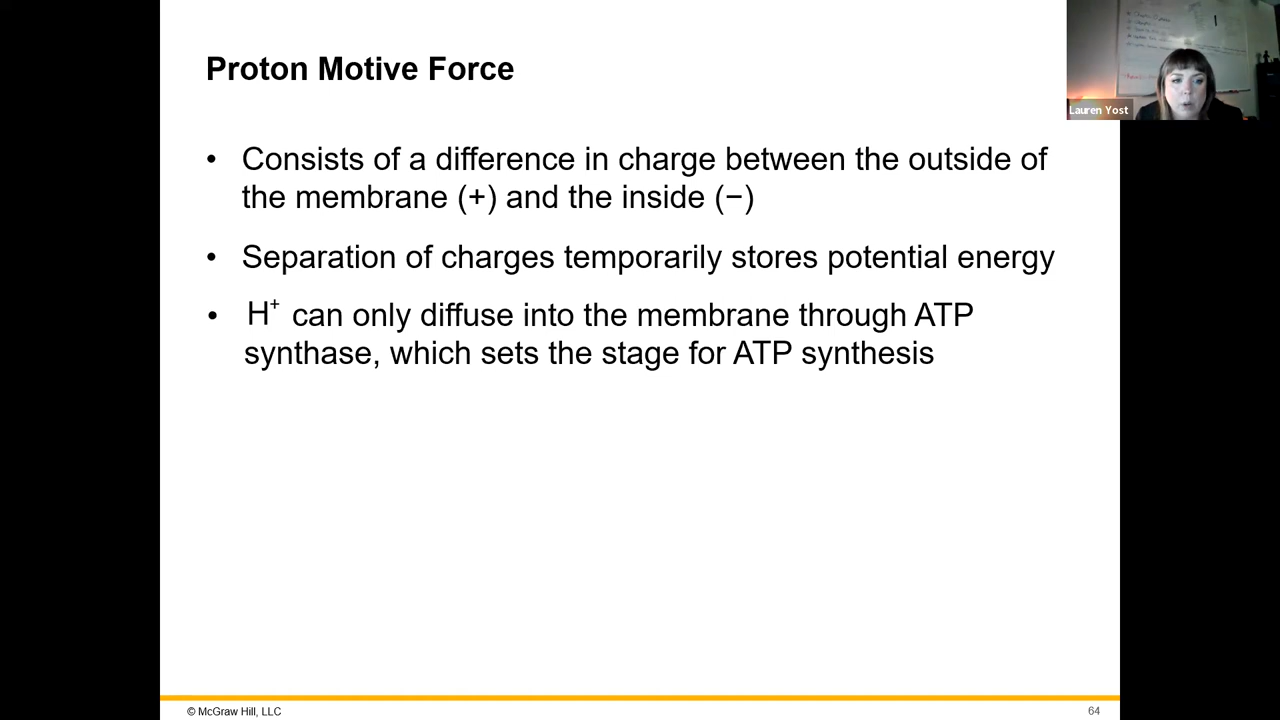 Proton Motive Force
Lauren Yost
• Consists of a difference in charge between the outside of
the membrane (+) and the inside (−)
• Separation of charges temporarily stores potential energy
• H⁺ can only diffuse into the membrane through ATP
synthase, which sets the stage for ATP synthesis
© McGraw Hill, LLC
64